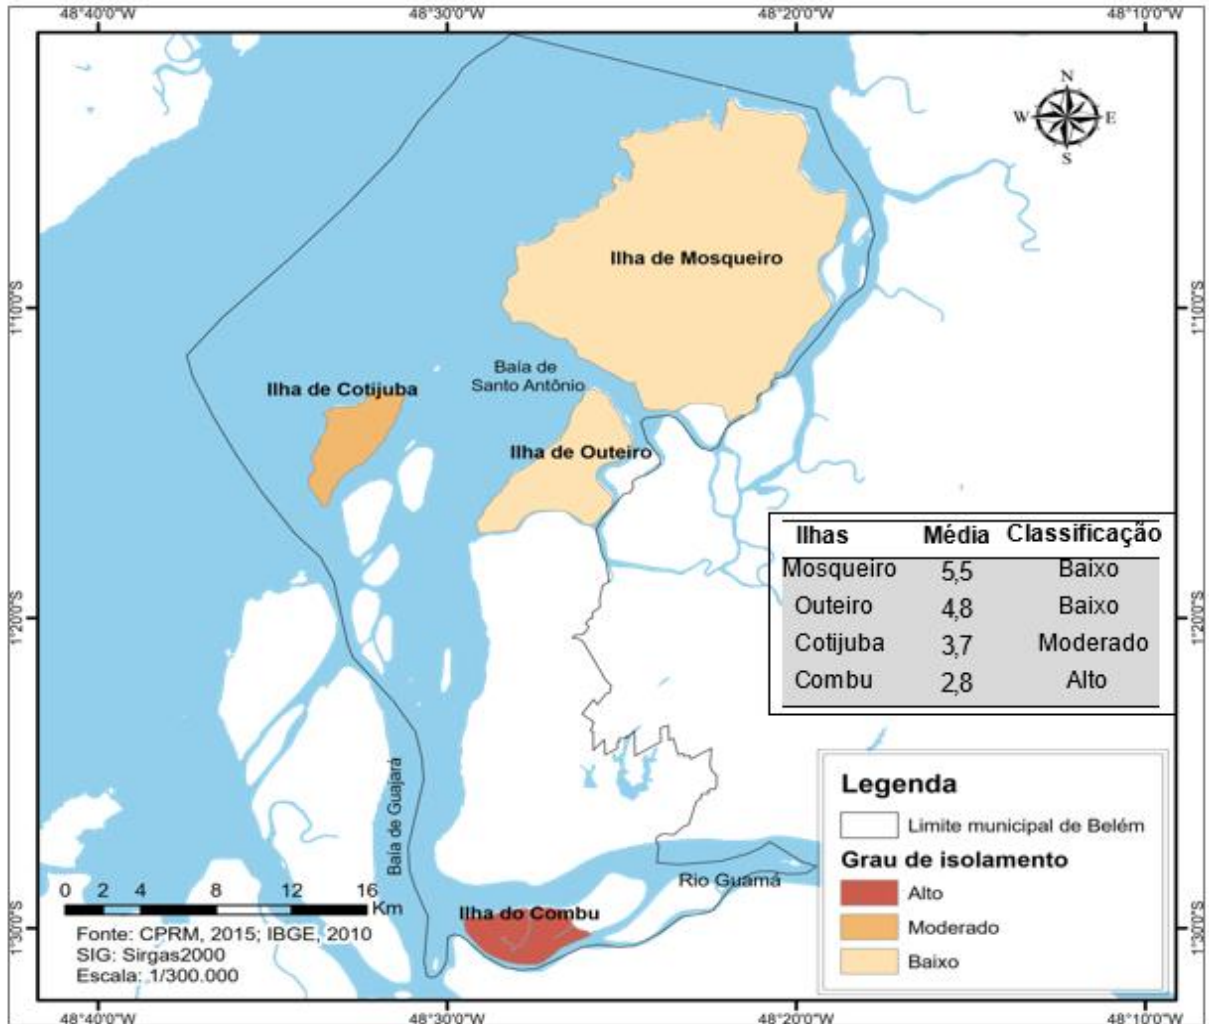 48°40'0"W 48°30'0"W 48°20'0"W 48°10'0"W
N
W E
S
Ilha de Mosqueiro
1°10'0"S 1°10'0"S
Baía de
Santo Antônio
Ilha de Cotijuba
Ilha de Outeiro
Ilhas Média Classificação
Mosqueiro 5,5 Baixo
Outeiro 4,8 Baixo
Cotijuba 3,7 Moderado
Combu 2,8 Alto
1°20'0"S 1°20'0"S
Baía de Guajará
Legenda
Limite municipal de Belém
Grau de isolamento
Alto
Moderado
Baixo
Rio Guamá
0 2 4 8 12 16
Km
Ilha do Combu
1°30'0"S 1°30'0"S
Fonte: CPRM, 2015; IBGE, 2010
SIG: Sirgas2000
Escala: 1/300.000
48°40'0"W 48°30'0"W 48°20'0"W 48°10'0"W